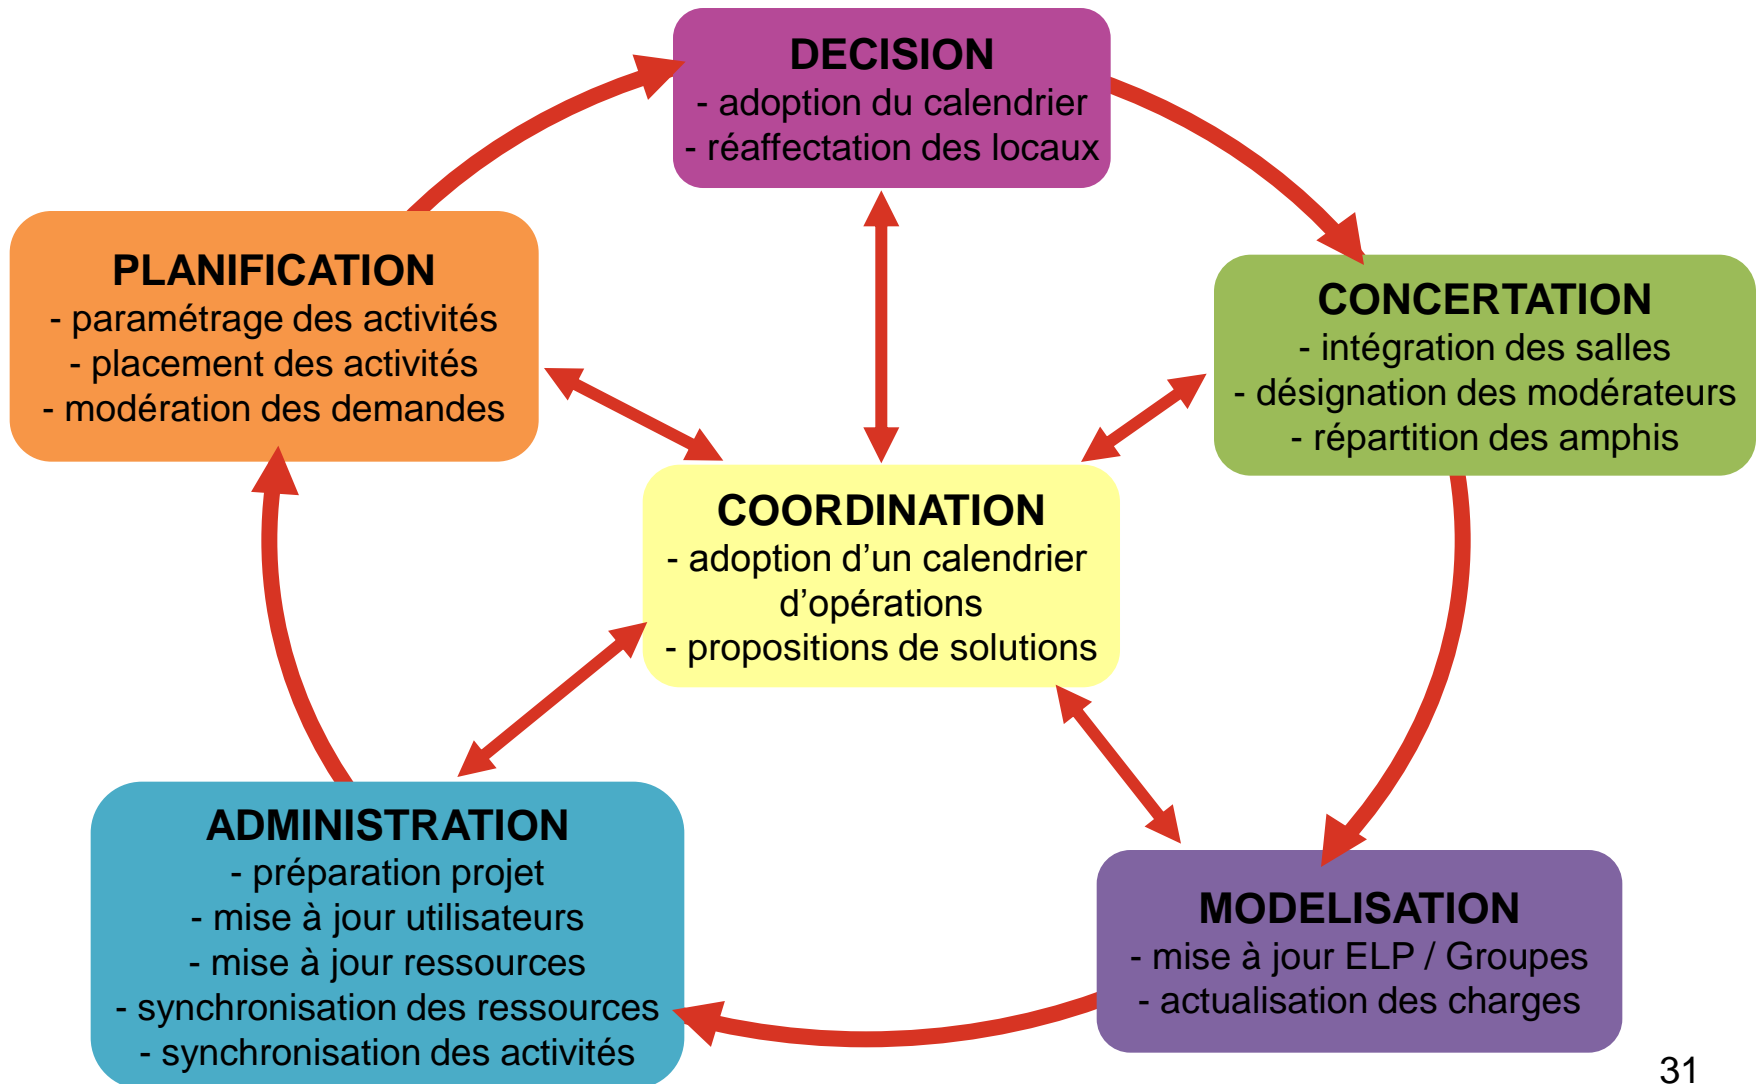 DECISION
- adoption du calendrier
- réaffectation des locaux
PLANIFICATION
- paramétrage des activités
- placement des activités
- modération des demandes
CONCERTATION
- intégration des salles
- désignation des modérateurs
- répartition des amphis
COORDINATION
- adoption d’un calendrier
d’opérations
- propositions de solutions
ADMINISTRATION
- préparation projet
- mise à jour utilisateurs
- mise à jour ressources
- synchronisation des ressources
- synchronisation des activités
MODELISATION
- mise à jour ELP / Groupes
- actualisation des charges
31